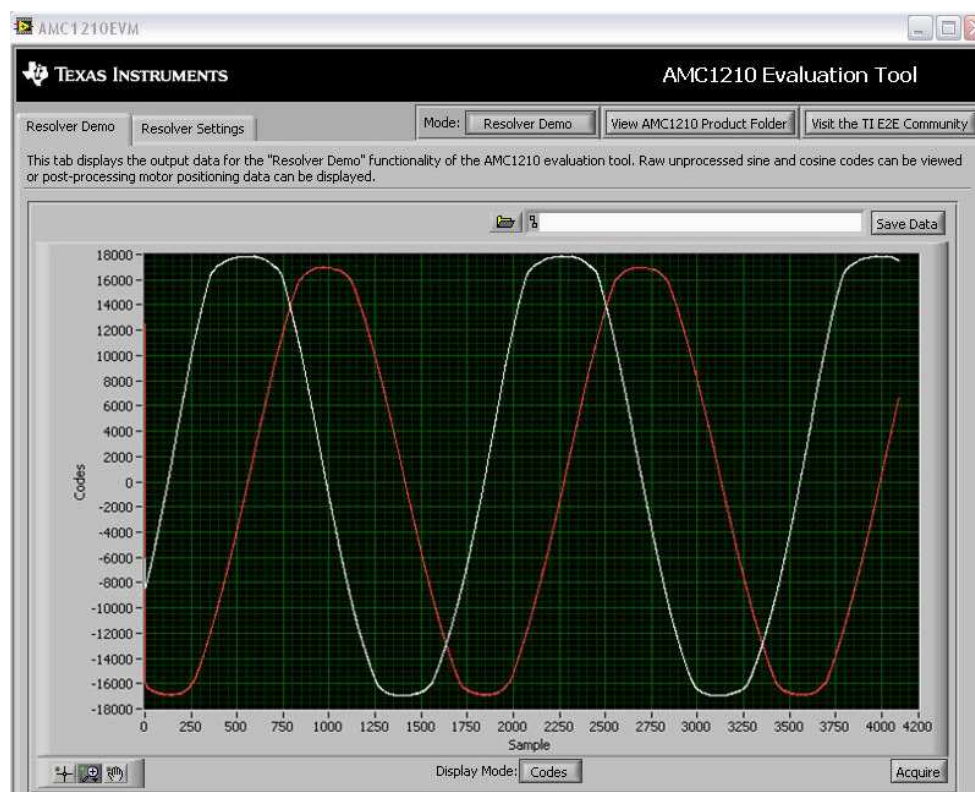 AMC1210EVM
TEXAS INSTRUMENTS
AMC1210 Evaluation Tool
Resolver Demo
Resolver Settings
Mode:
Resolver Demo
View AMC1210 Product Folder
Visit the TI E2E Community
This tab displays the output data for the "Resolver Demo" functionality of the AMC1210 evaluation tool. Raw unprocessed sine and cosine codes can be viewed
or post-processing motor positioning data can be displayed.
Save Data
18000
16000
14000
12000
10000
8000
6000
4000
2000
0
-2000
-4000
-6000
-8000
-10000
-12000
-14000
-16000
-18000
Codes
0 250 500 750 1000 1250 1500 1750 2000 2250 2500 2750 3000 3250 3500 3750 4000 4200
Sample
Display Mode:
Codes
Acquire